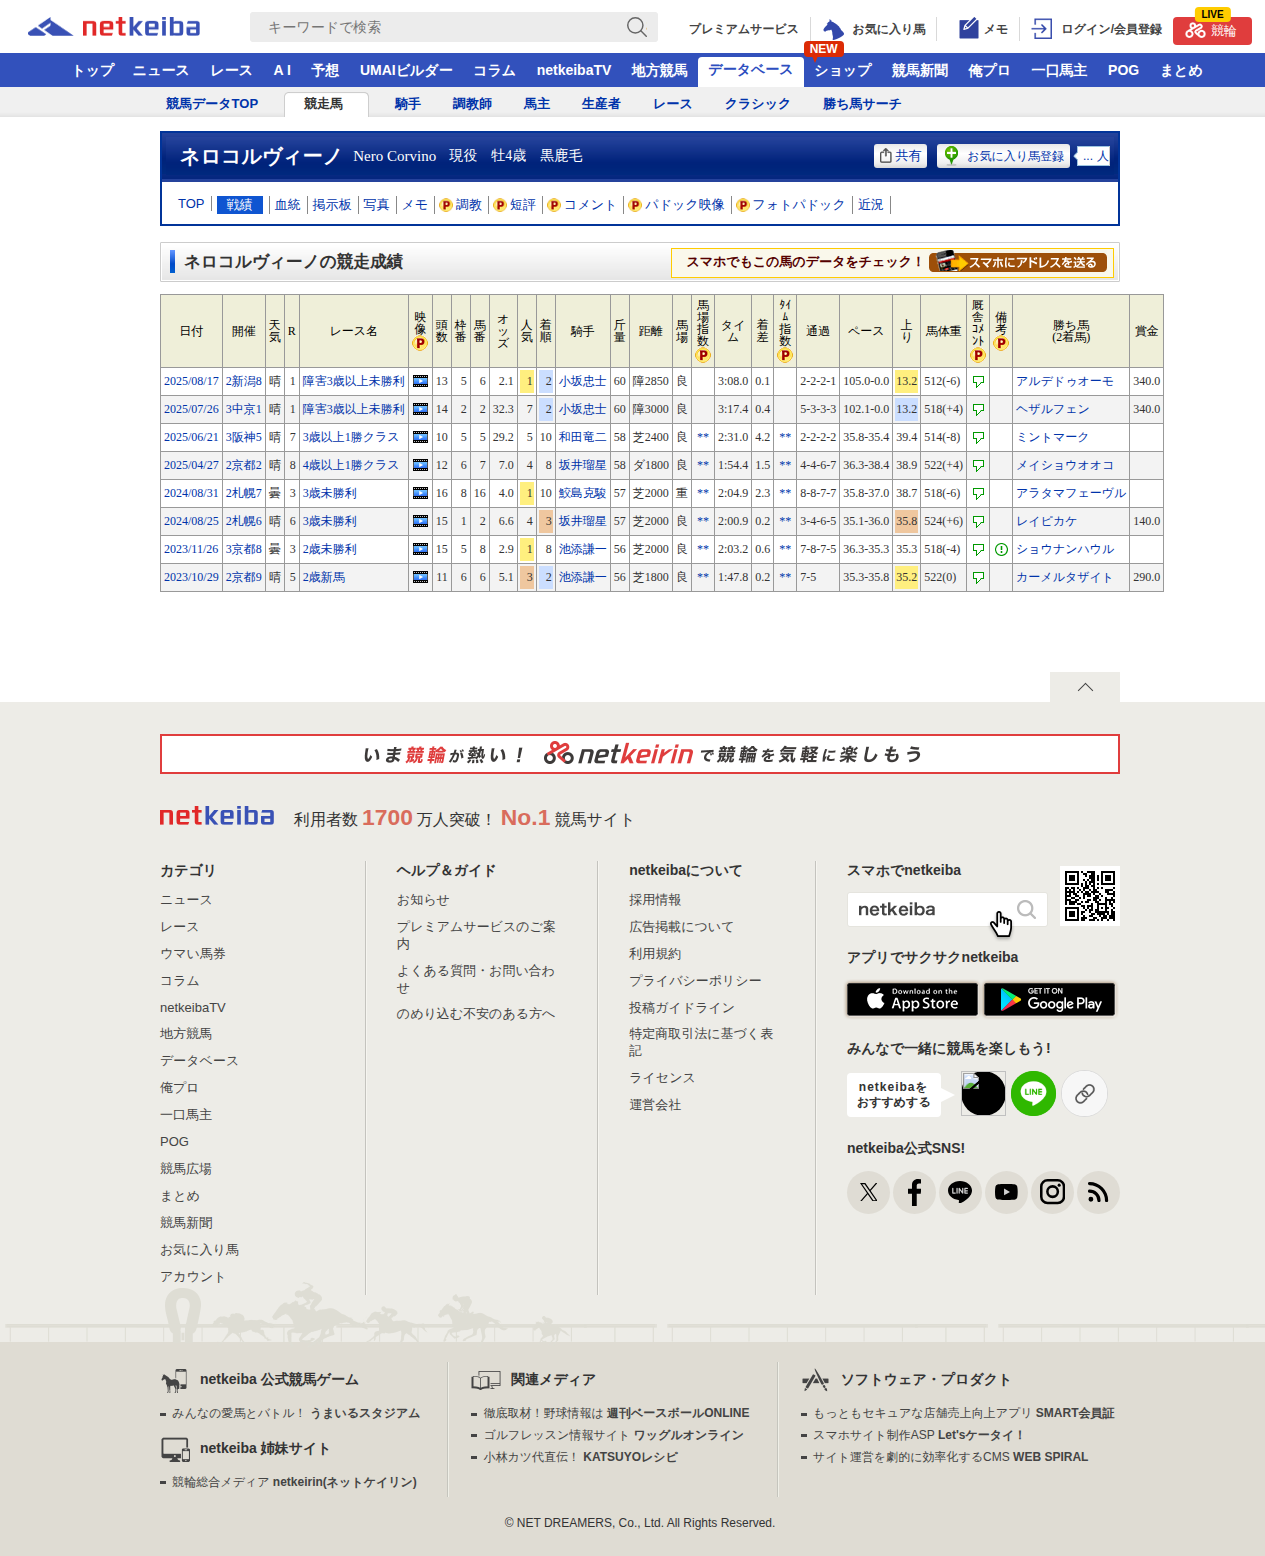 netkeiba
キーワードで検索
プレミアムサービス
お気に入り馬
メモ
ログイン/会員登録
LIVE
競輪
NEW
トップ ニュース レース A I 予想 UMAIビルダー コラム netkeibaTV 地方競馬 データベース ショップ 競馬新聞 俺プロ 一口馬主 POG まとめ
競馬データTOP 競走馬 騎手 調教師 馬主 生産者 レース クラシック 勝ち馬サーチ
ネロコルヴィーノ Nero Corvino 現役 牡4歳 黒鹿毛
共有 お気に入り馬登録 ... 人
TOP 戦績 血統 掲示板 写真 メモ P 調教 P 短評 P コメント P パドック映像 P フォトパドック 近況
ネロコルヴィーノの競走成績
スマホでもこの馬のデータをチェック! スマホにアドレスを送る
日付 開催 天気 R レース名 映像P 頭数 枠番 馬番 オッズ 人気 着順 騎手 斤量 距離 馬場 馬場指数P タイム 着差 ﾀｲﾑ指数P 通過 ペース 上り 馬体重 厩舎ｺﾒﾝﾄP 備考P 勝ち馬(2着馬) 賞金
2025/08/17 2新潟8 晴 1 障害3歳以上未勝利 13 5 6 2.1 1 2 小坂忠士 60 障2850 良 3:08.0 0.1 2-2-2-1 105.0-0.0 13.2 512(-6) アルデドゥオーモ 340.0
2025/07/26 3中京1 晴 1 障害3歳以上未勝利 14 2 2 32.3 7 2 小坂忠士 60 障3000 良 3:17.4 0.4 5-3-3-3 102.1-0.0 13.2 518(+4) ヘザルフェン 340.0
2025/06/21 3阪神5 晴 7 3歳以上1勝クラス 10 5 5 29.2 5 10 和田竜二 58 芝2400 良 ** 2:31.0 4.2 ** 2-2-2-2 35.8-35.4 39.4 514(-8) ミントマーク
2025/04/27 2京都2 晴 8 4歳以上1勝クラス 12 6 7 7.0 4 8 坂井瑠星 58 ダ1800 良 ** 1:54.4 1.5 ** 4-4-6-7 36.3-38.4 38.9 522(+4) メイショウオオコ
2024/08/31 2札幌7 曇 3 3歳未勝利 16 8 16 4.0 1 10 鮫島克駿 57 芝2000 重 ** 2:04.9 2.3 ** 8-8-7-7 35.8-37.0 38.7 518(-6) アラタマフェーヴル
2024/08/25 2札幌6 晴 6 3歳未勝利 15 1 2 6.6 4 3 坂井瑠星 57 芝2000 良 ** 2:00.9 0.2 ** 3-4-6-5 35.1-36.0 35.8 524(+6) レイピカケ 140.0
2023/11/26 3京都8 曇 3 2歳未勝利 15 5 8 2.9 1 8 池添謙一 56 芝2000 良 ** 2:03.2 0.6 ** 7-8-7-5 36.3-35.3 35.3 518(-4) ショウナンハウル
2023/10/29 2京都9 晴 5 2歳新馬 11 6 6 5.1 3 2 池添謙一 56 芝1800 良 ** 1:47.8 0.2 ** 7-5 35.3-35.8 35.2 522(0) カーメルタザイト 290.0
いま競輪が熱い! netkeirinで競輪を気軽に楽しもう
netkeiba 利用者数 1700 万人突破! No.1 競馬サイト
カテゴリ
ニュース
レース
ウマい馬券
コラム
netkeibaTV
地方競馬
データベース
俺プロ
一口馬主
POG
競馬広場
まとめ
競馬新聞
お気に入り馬
アカウント
ヘルプ＆ガイド
お知らせ
プレミアムサービスのご案
内
よくある質問・お問い合わ
せ
のめり込む不安のある方へ
netkeibaについて
採用情報
広告掲載について
利用規約
プライバシーポリシー
投稿ガイドライン
特定商取引法に基づく表
記
ライセンス
運営会社
スマホでnetkeiba
netkeiba
アプリでサクサクnetkeiba
Download on the
App Store
GET IT ON
Google Play
みんなで一緒に競馬を楽しもう!
netkeibaを
おすすめする
LINE
netkeiba公式SNS!
LINE
netkeiba 公式競馬ゲーム
みんなの愛馬とバトル！ うまいるスタジアム
netkeiba 姉妹サイト
競輪総合メディア netkeirin(ネットケイリン)
関連メディア
徹底取材！野球情報は 週刊ベースボールONLINE
ゴルフレッスン情報サイト ワッグルオンライン
小林カツ代直伝！ KATSUYOレシピ
ソフトウェア・プロダクト
もっともセキュアな店舗売上向上アプリ SMART会員証
スマホサイト制作ASP Let'sケータイ！
サイト運営を劇的に効率化するCMS WEB SPIRAL
© NET DREAMERS, Co., Ltd. All Rights Reserved.